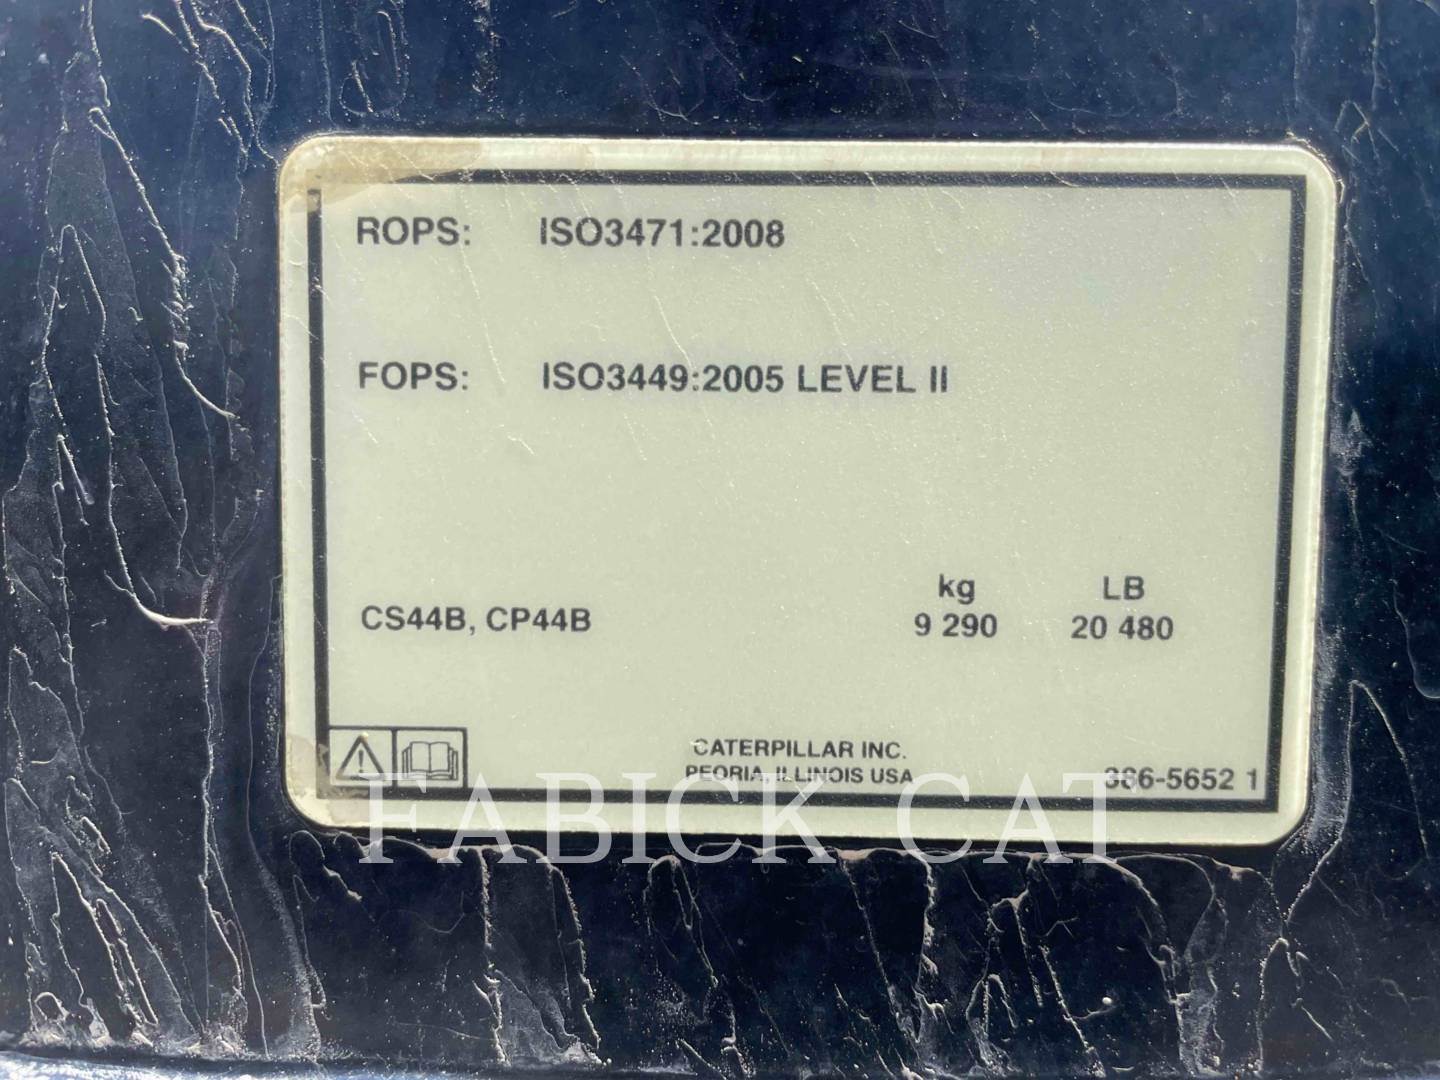 ROPS: ISO3471:2008
FOPS: ISO3449:2005 LEVEL II
kg LB
CS44B, CP44B 9 290 20 480
CATERPILLAR INC.
PEORIA, ILLINOIS USA 386-5652 1
FABICK CAT